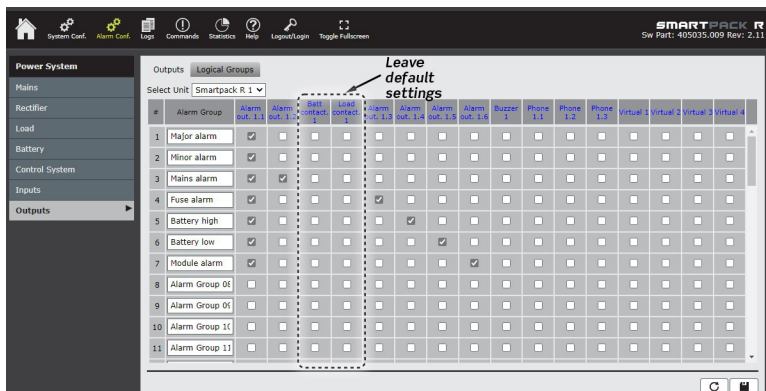 System Conf. Alarm Conf. Logs Commands Statistics Help Logout/Login Toggle Fullscreen
SMARTPACK R
Sw Part: 405035.009 Rev: 2.11
Power System
Mains
Rectifier
Load
Battery
Control System
Inputs
Outputs
Outputs Logical Groups
Leave
default
settings
Select Unit Smartpack R 1
# Alarm Group Alarm out. 1.1 Alarm out. 1.2 Batt contact. 1 Load contact. 1 Alarm out. 1.3 Alarm out. 1.4 Alarm out. 1.5 Alarm out. 1.6 Buzzer 1 Phone 1.1 Phone 1.2 Phone 1.3 Virtual 1 Virtual 2 Virtual 3 Virtual 4
1 Major alarm
2 Minor alarm
3 Mains alarm
4 Fuse alarm
5 Battery high
6 Battery low
7 Module alarm
8 Alarm Group 08
9 Alarm Group 09
10 Alarm Group 10
11 Alarm Group 11